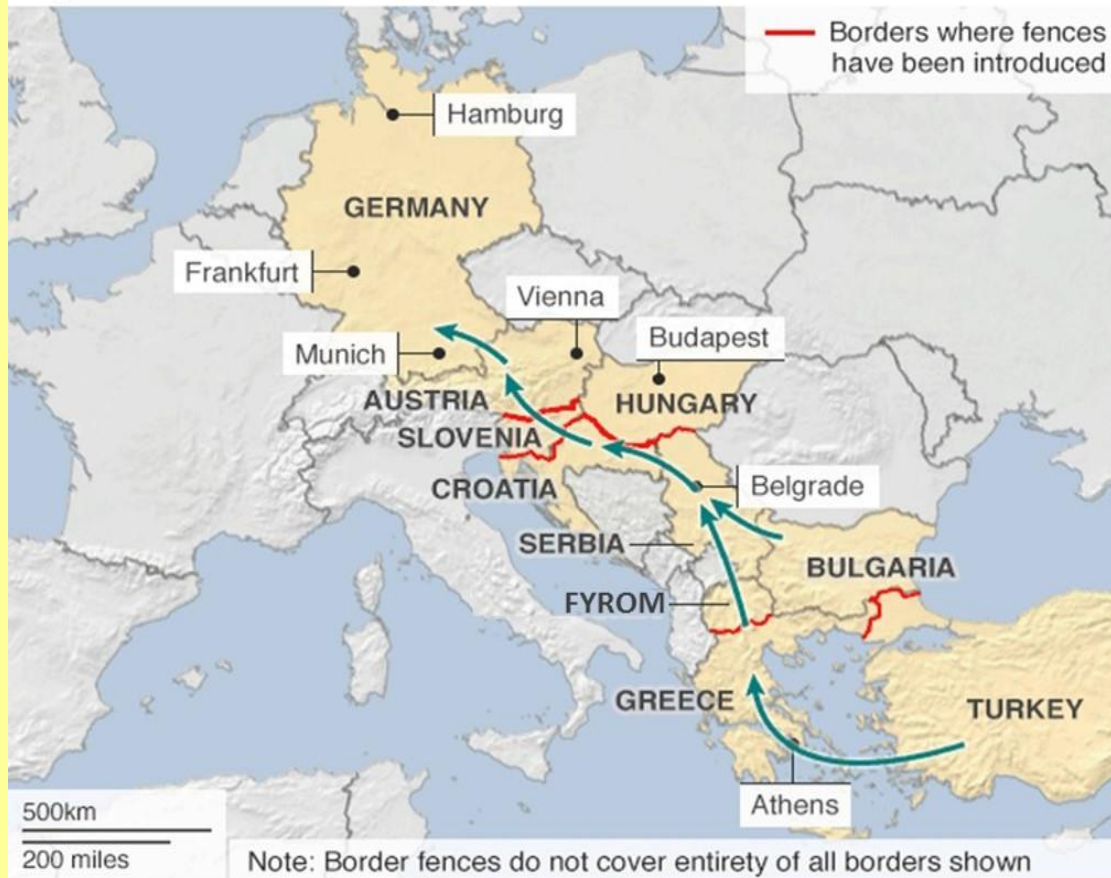 Borders where fences
have been introduced
Hamburg
GERMANY
Frankfurt
Vienna
Budapest
Munich
AUSTRIA
HUNGARY
SLOVENIA
CROATIA
Belgrade
SERBIA
BULGARIA
FYROM
GREECE
TURKEY
Athens
500km
200 miles
Note: Border fences do not cover entirety of all borders shown